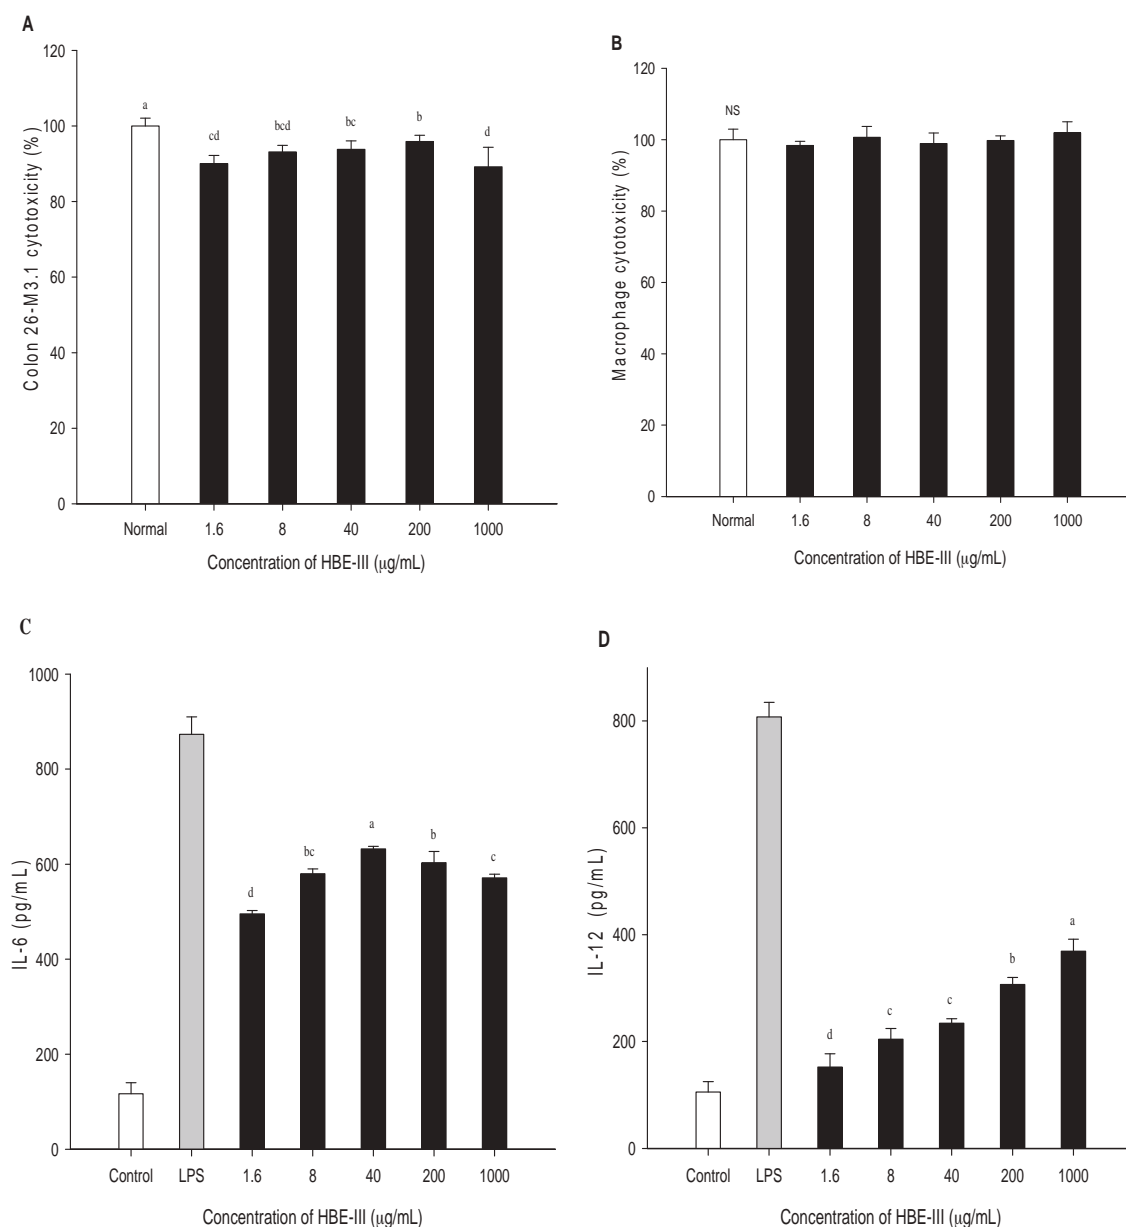 A
120
100
80
60
40
20
0
Colon 26-M3.1 cytotoxicity (%)
a
cd
bcd
bc
b
d
Normal 1.6 8 40 200 1000
Concentration of HBE-III (μg/mL)
B
120
100
80
60
40
20
0
Macrophage cytotoxicity (%)
NS
Normal 1.6 8 40 200 1000
Concentration of HBE-III (μg/mL)
C
1000
800
600
400
200
0
IL-6 (pg/mL)
d
bc
a
b
c
Control LPS 1.6 8 40 200 1000
Concentration of HBE-III (μg/mL)
D
800
600
400
200
0
IL-12 (pg/mL)
d
c
c
b
a
Control LPS 1.6 8 40 200 1000
Concentration of HBE-III (μg/mL)